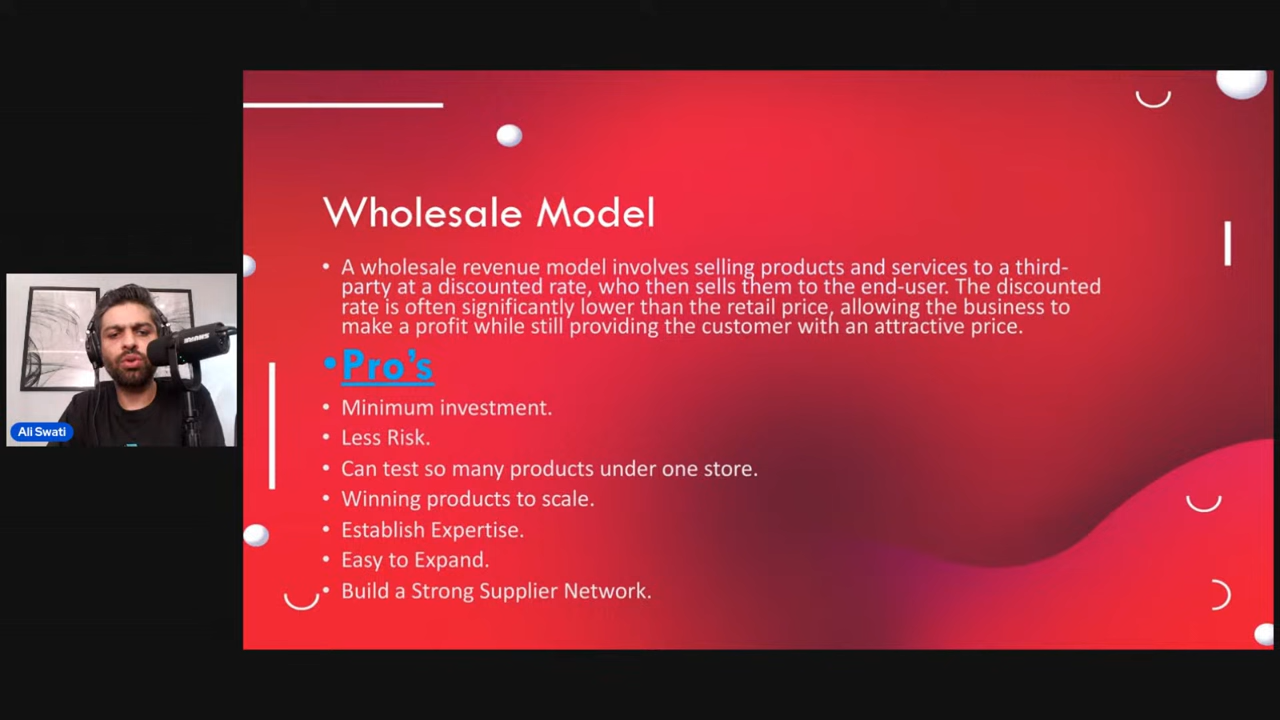 Wholesale Model
• A wholesale revenue model involves selling products and services to a third-
party at a discounted rate, who then sells them to the end-user. The discounted
rate is often significantly lower than the retail price, allowing the business to
make a profit while still providing the customer with an attractive price.
• Pro's
• Minimum investment.
• Less Risk.
• Can test so many products under one store.
• Winning products to scale.
• Establish Expertise.
• Easy to Expand.
• Build a Strong Supplier Network.
Ali Swati